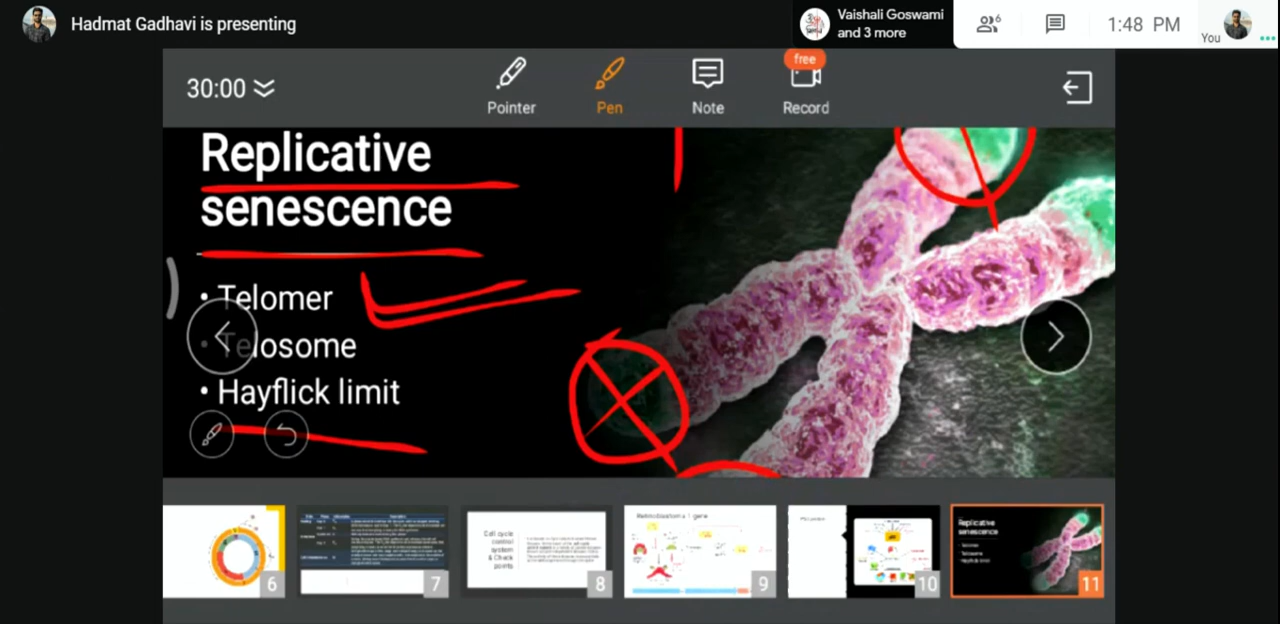 Hadmat Gadhavi is presenting
Vaishali Goswami
and 3 more
6
1:48 PM
You
30:00
Pointer
Pen
Note
free
Record
Replicative
senescence
• Telomer
• Telosome
• Hayflick limit
6
7
Cell cycle
control
system
& Check
points
8
Retinoblastoma 1 gene
9
10
Replicative
senescence
Telomer
Telosome
Hayflick limit
11